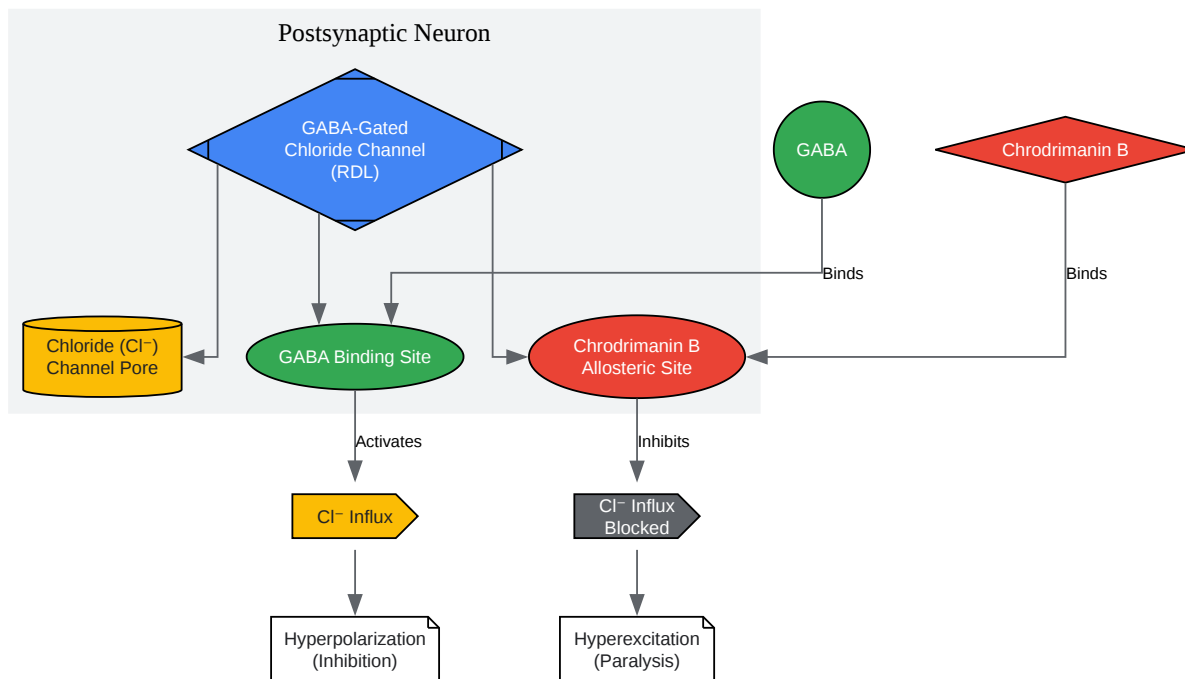 Postsynaptic Neuron
GABA-Gated
Chloride Channel
(RDL)
GABA
Chrodrimanin B
Binds
Binds
Chloride (Cl⁻)
Channel Pore
GABA Binding Site
Chrodrimanin B
Allosteric Site
Activates
Inhibits
Cl⁻ Influx
Cl⁻ Influx
Blocked
Hyperpolarization
(Inhibition)
Hyperexcitation
(Paralysis)